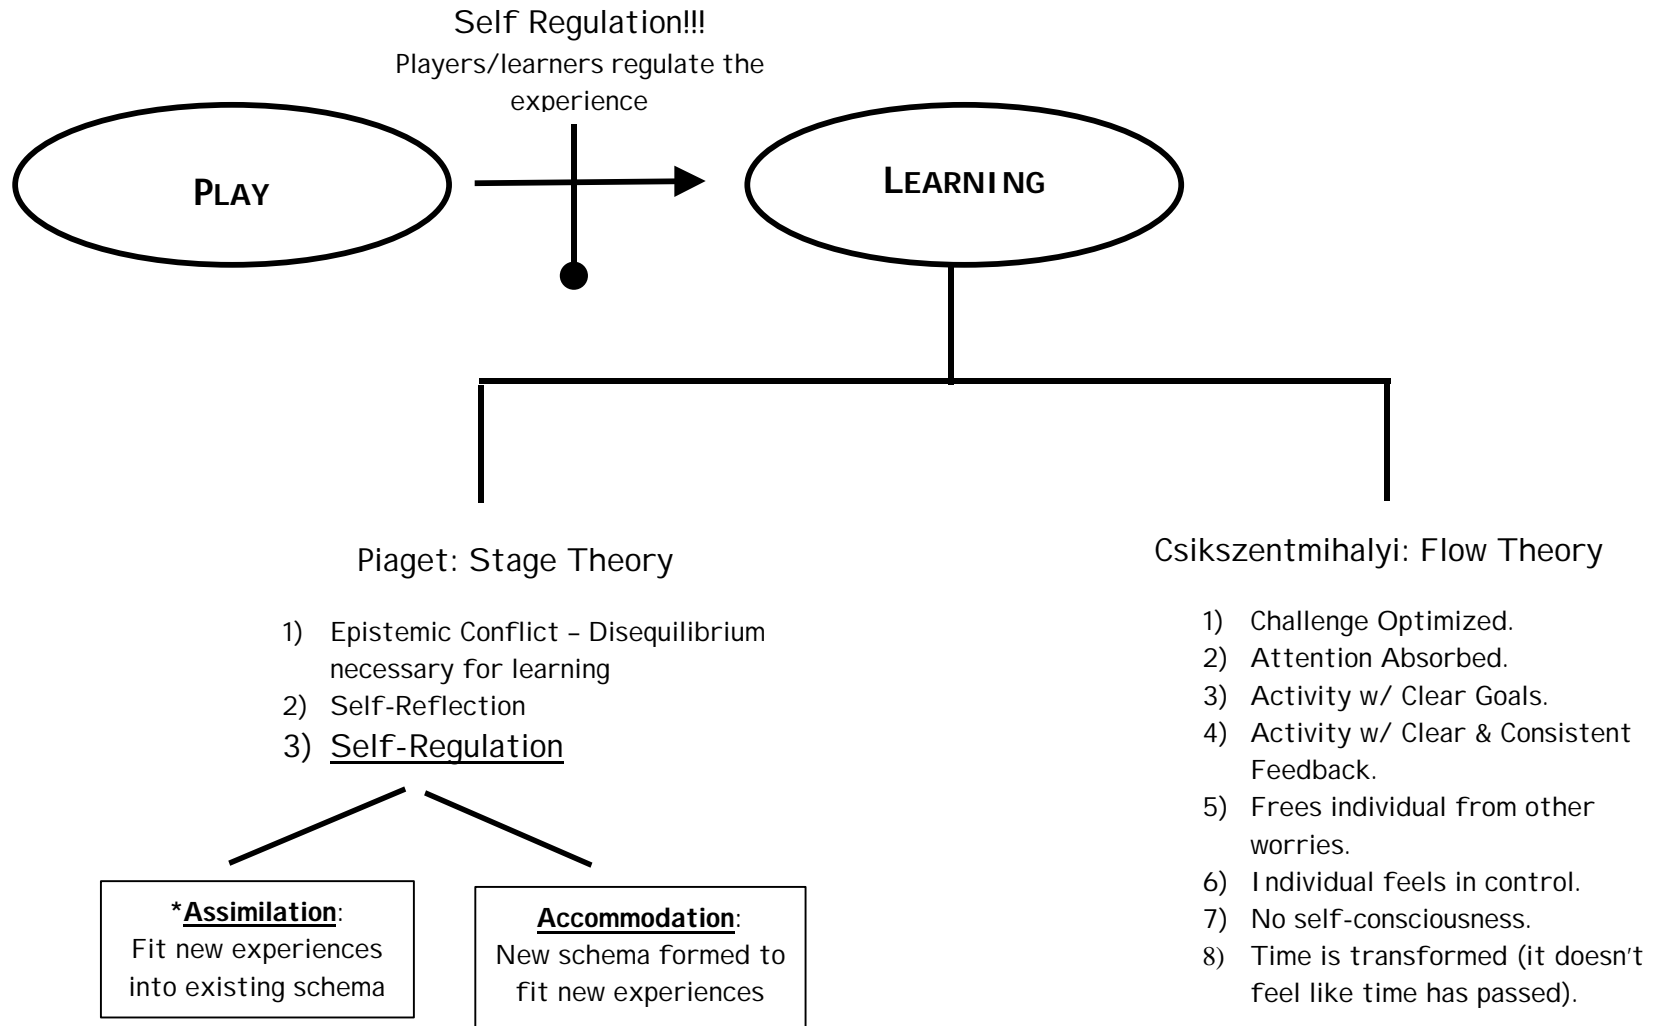 Self Regulation!!!
Players/learners regulate the
experience
PLAY
LEARNING
Piaget: Stage Theory
1) Epistemic Conflict – Disequilibrium
necessary for learning
2) Self-Reflection
3) Self-Regulation
*Assimilation:
Fit new experiences
into existing schema
Accommodation:
New schema formed to
fit new experiences
Csikszentmihalyi: Flow Theory
1) Challenge Optimized.
2) Attention Absorbed.
3) Activity w/ Clear Goals.
4) Activity w/ Clear & Consistent
Feedback.
5) Frees individual from other
worries.
6) Individual feels in control.
7) No self-consciousness.
8) Time is transformed (it doesn't
feel like time has passed).